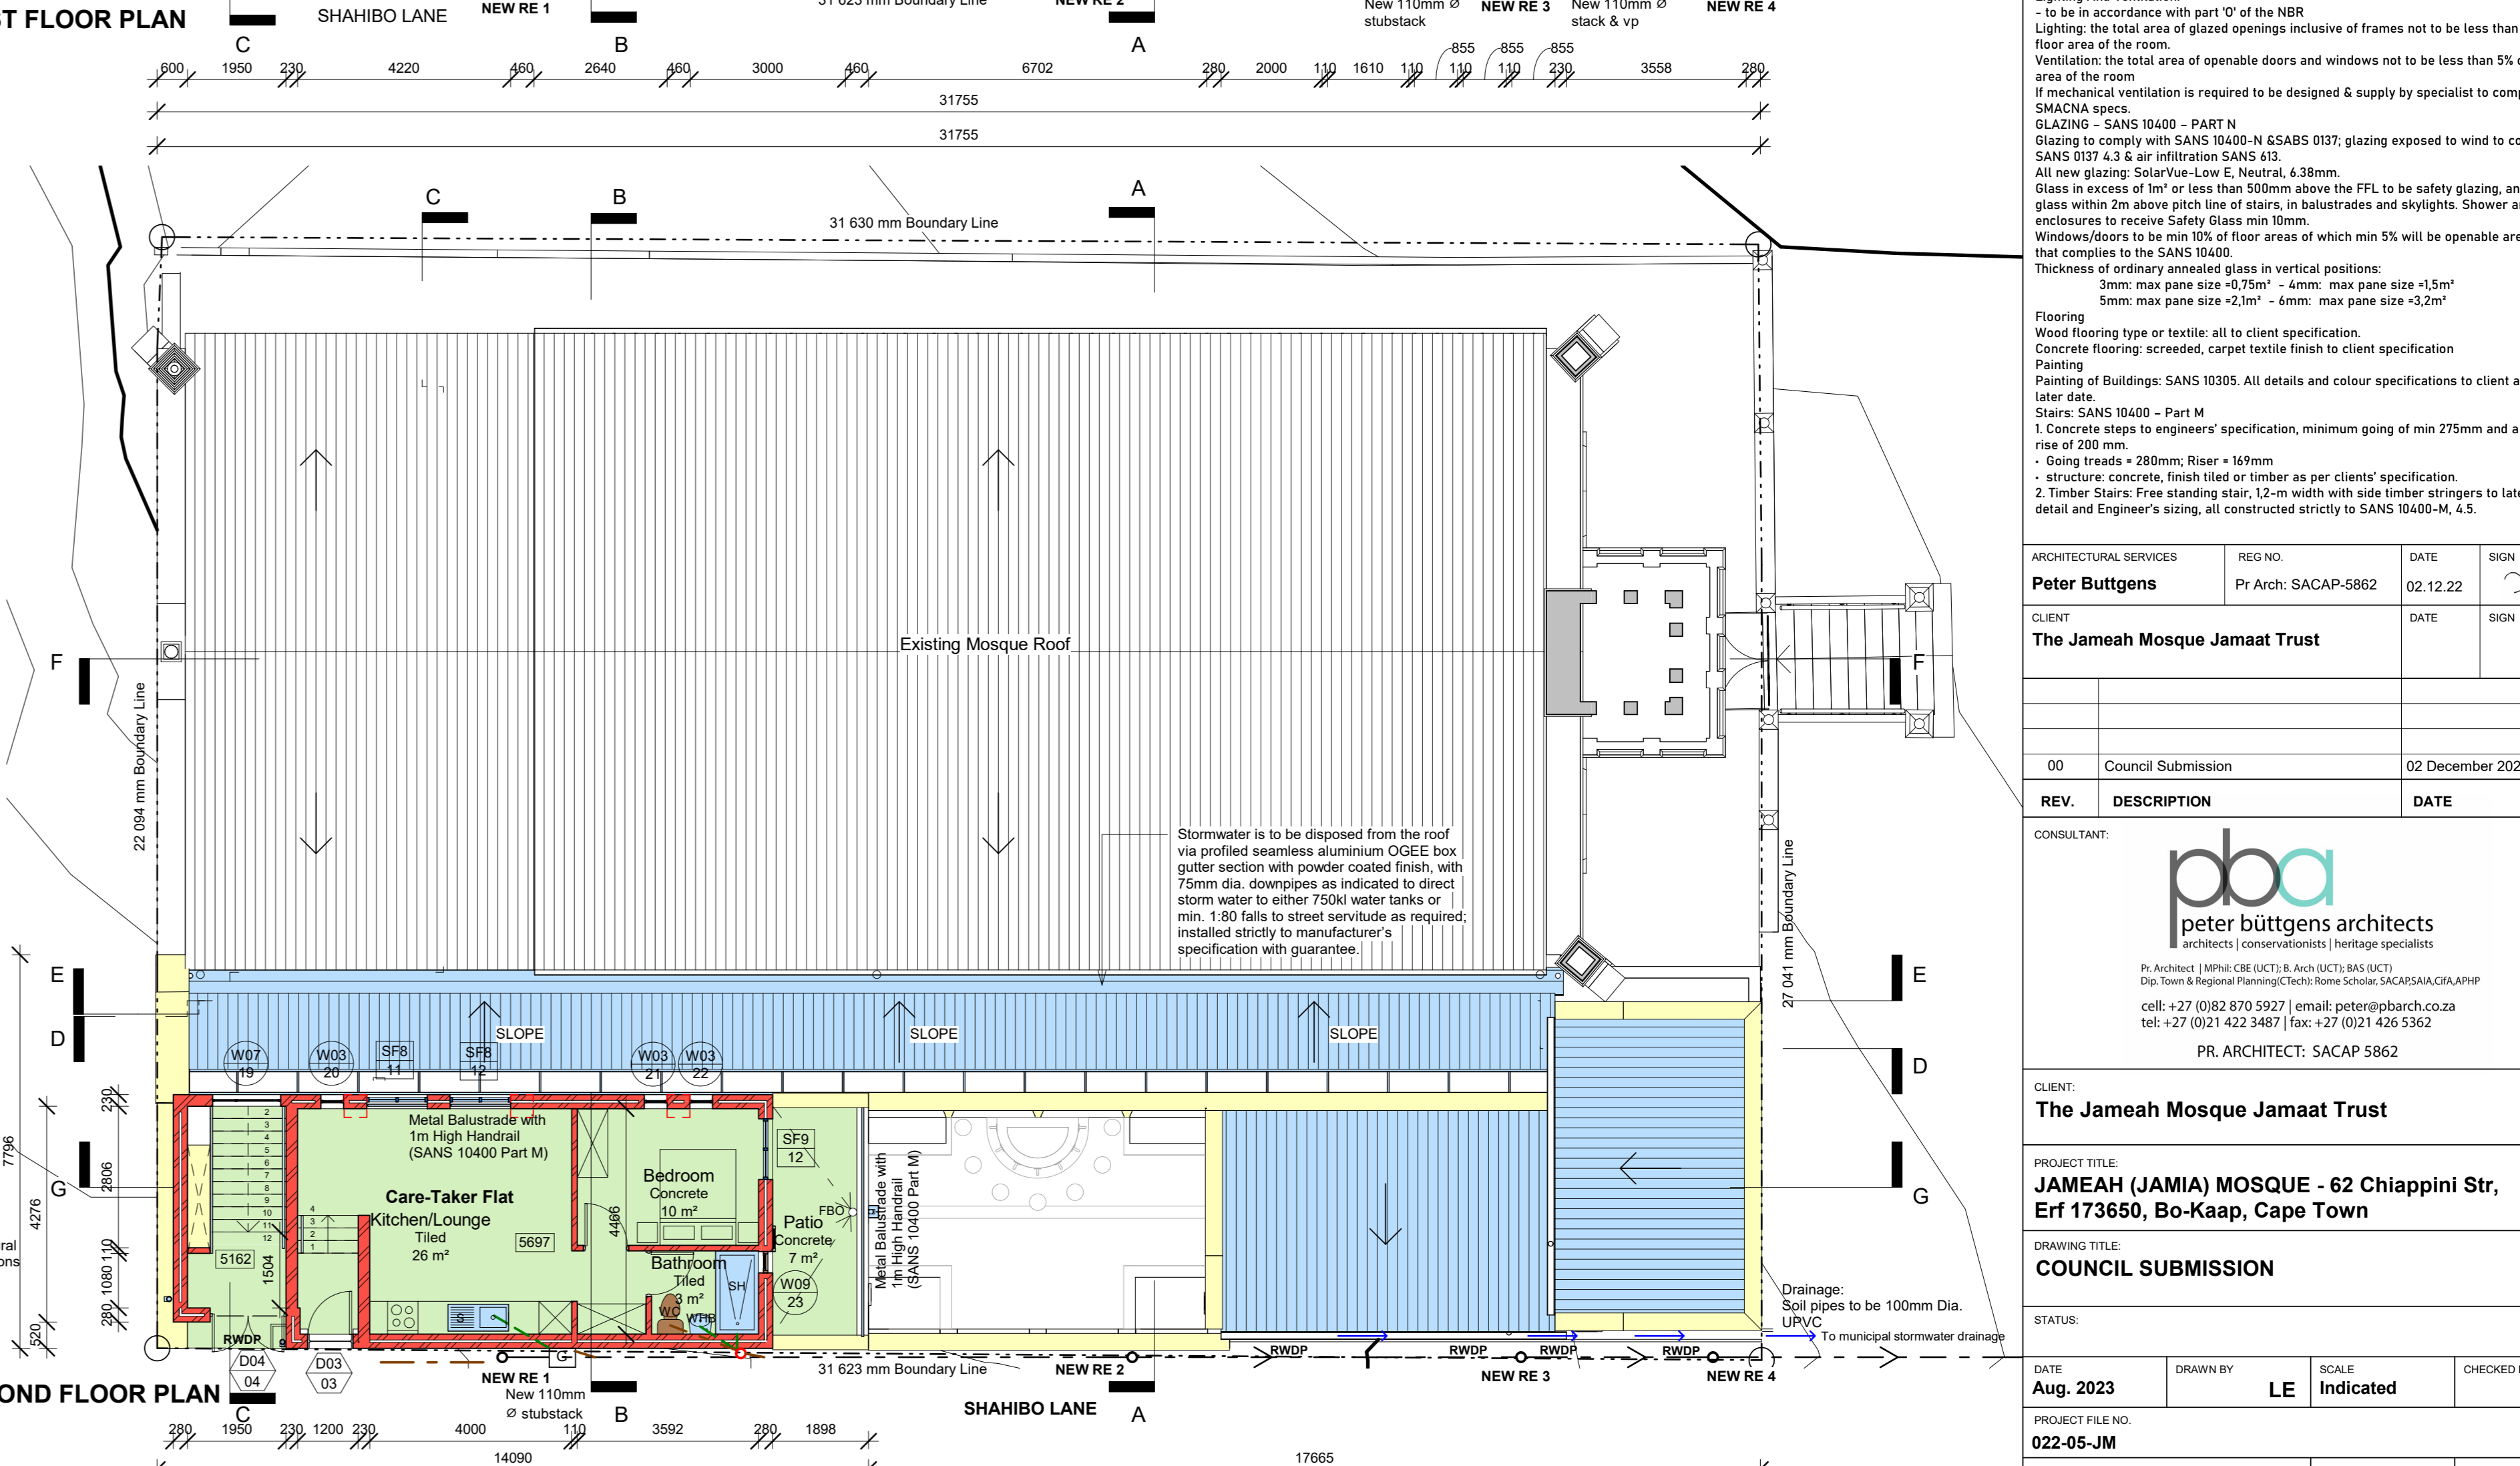 ST FLOOR PLAN
SHAHIBO LANE
NEW RE 1
31 623 mm Boundary Line
NEW RE 2
New 110mm Ø
stubstack
NEW RE 3
New 110mm Ø
stack & vp
NEW RE 4
C
B
A
600 1950 230 4220 460 2640 460 3000 460 6702 280 2000 110 1610 110 855 110 855 110 855 230 3558 280
31755
31755
C
B
A
31 630 mm Boundary Line
Existing Mosque Roof
F
F
22 094 mm Boundary Line
27 041 mm Boundary Line
Stormwater is to be disposed from the roof
via profiled seamless aluminium OGEE box
gutter section with powder coated finish, with
75mm dia. downpipes as indicated to direct
storm water to either 750kl water tanks or
min. 1:80 falls to street servitude as required;
installed strictly to manufacturer's
specification with guarantee.
E
E
D
D
G
G
SLOPE
SLOPE
SLOPE
W07
19
W03
20
SF8
11
SF8
12
W03
21
W03
22
7796
4276
520
230
2806
110
1080
280
Metal Balustrade with
1m High Handrail
(SANS 10400 Part M)
2
3
4
5
6
7
8
9
10
11
12
4
3
2
1
Care-Taker Flat
Kitchen/Lounge
Tiled
26 m²
5697
5162
1504
4466
Bedroom
Concrete
10 m²
SF9
12
Patio
Concrete
7 m²
FBO
Metal Balustrade with
1m High Handrail
(SANS 10400 Part M)
Bathroom
Tiled
3 m²
SH
WC
WHB
S
W09
23
RWDP
D04
04
D03
03
G
NEW RE 1
New 110mm
Ø stubstack
31 623 mm Boundary Line
NEW RE 2
RWDP
RWDP
RWDP
RWDP
NEW RE 3
NEW RE 4
Drainage:
Soil pipes to be 100mm Dia.
UPVC
To municipal stormwater drainage
OND FLOOR PLAN
C
B
A
SHAHIBO LANE
280 1950 230 1200 230 4000 110 3592 280 1898
14090
17665
ral
ons
- to be in accordance with part 'O' of the NBR
Lighting: the total area of glazed openings inclusive of frames not to be less than
floor area of the room.
Ventilation: the total area of openable doors and windows not to be less than 5%
area of the room
If mechanical ventilation is required to be designed & supply by specialist to comp
SMACNA specs.
GLAZING – SANS 10400 – PART N
Glazing to comply with SANS 10400-N &SABS 0137; glazing exposed to wind to co
SANS 0137 4.3 & air infiltration SANS 613.
All new glazing: SolarVue-Low E, Neutral, 6.38mm.
Glass in excess of 1m² or less than 500mm above the FFL to be safety glazing, an
glass within 2m above pitch line of stairs, in balustrades and skylights. Shower a
enclosures to receive Safety Glass min 10mm.
Windows/doors to be min 10% of floor areas of which min 5% will be openable are
that complies to the SANS 10400.
Thickness of ordinary annealed glass in vertical positions:
3mm: max pane size =0,75m² - 4mm: max pane size =1,5m²
5mm: max pane size =2,1m² - 6mm: max pane size =3,2m²
Flooring
Wood flooring type or textile: all to client specification.
Concrete flooring: screeded, carpet textile finish to client specification
Painting
Painting of Buildings: SANS 10305. All details and colour specifications to client a
later date.
Stairs: SANS 10400 – Part M
1. Concrete steps to engineers' specification, minimum going of min 275mm and a
rise of 200 mm.
• Going treads = 280mm; Riser = 169mm
• structure: concrete, finish tiled or timber as per clients' specification.
2. Timber Stairs: Free standing stair, 1,2-m width with side timber stringers to late
detail and Engineer's sizing, all constructed strictly to SANS 10400-M, 4.5.
ARCHITECTURAL SERVICES REG NO. DATE SIGN
Peter Buttgens Pr Arch: SACAP-5862 02.12.22
CLIENT DATE SIGN
The Jameah Mosque Jamaat Trust
00 Council Submission 02 December 202
REV. DESCRIPTION DATE
CONSULTANT:
pba
peter büttgens architects
architects | conservationists | heritage specialists
Pr. Architect | MPhil: CBE (UCT); B. Arch (UCT); BAS (UCT)
Dip. Town & Regional Planning(CTech): Rome Scholar, SACAP,SAIA,CifA,APHP
cell: +27 (0)82 870 5927 | email: peter@pbarch.co.za
tel: +27 (0)21 422 3487 | fax: +27 (0)21 426 5362
PR. ARCHITECT: SACAP 5862
CLIENT:
The Jameah Mosque Jamaat Trust
PROJECT TITLE:
JAMEAH (JAMIA) MOSQUE - 62 Chiappini Str,
Erf 173650, Bo-Kaap, Cape Town
DRAWING TITLE:
COUNCIL SUBMISSION
STATUS:
DATE DRAWN BY SCALE CHECKED
Aug. 2023 LE Indicated
PROJECT FILE NO.
022-05-JM